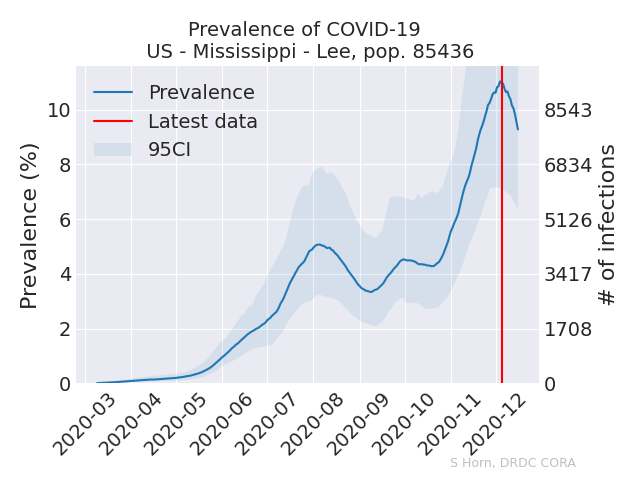 Prevalence of COVID-19
US - Mississippi - Lee, pop. 85436
Prevalence
Latest data
95CI
Prevalence (%)
10
8
6
4
2
0
8543
6834
5126
3417
1708
0
# of infections
2020-03
2020-04
2020-05
2020-06
2020-07
2020-08
2020-09
2020-10
2020-11
2020-12
S Horn, DRDC CORA